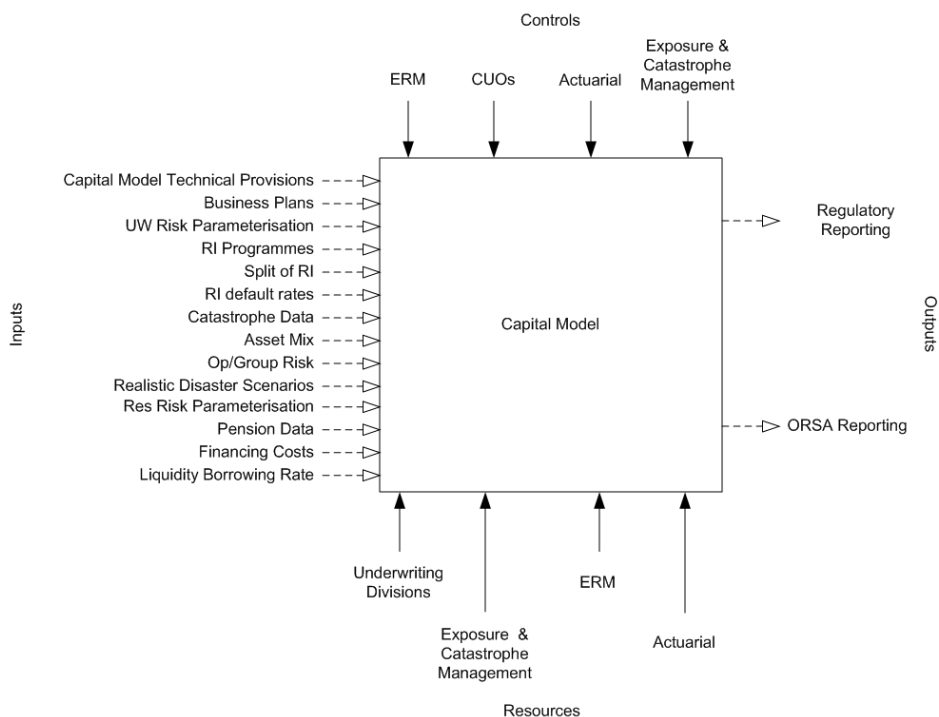 Controls
ERM
CUOs
Actuarial
Exposure &
Catastrophe
Management
Inputs
Capital Model Technical Provisions
Business Plans
UW Risk Parameterisation
RI Programmes
Split of RI
RI default rates
Catastrophe Data
Asset Mix
Op/Group Risk
Realistic Disaster Scenarios
Res Risk Parameterisation
Pension Data
Financing Costs
Liquidity Borrowing Rate
Capital Model
Regulatory
Reporting
ORSA Reporting
Outputs
Underwriting
Divisions
Exposure &
Catastrophe
Management
ERM
Actuarial
Resources